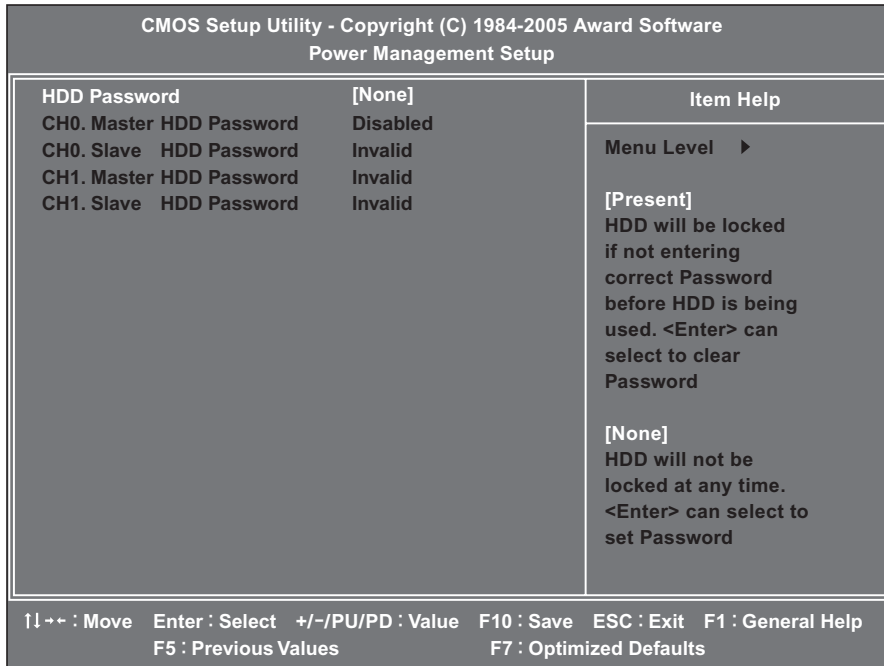 CMOS Setup Utility - Copyright (C) 1984-2005 Award Software
Power Management Setup
HDD Password [None]
CH0. Master HDD Password Disabled
CH0. Slave HDD Password Invalid
CH1. Master HDD Password Invalid
CH1. Slave HDD Password Invalid
Item Help
Menu Level ▶
[Present]
HDD will be locked
if not entering
correct Password
before HDD is being
used. <Enter> can
select to clear
Password
[None]
HDD will not be
locked at any time.
<Enter> can select to
set Password
↑↓→←:Move Enter:Select +/-/PU/PD:Value F10:Save ESC:Exit F1:General Help
F5:Previous Values F7:Optimized Defaults